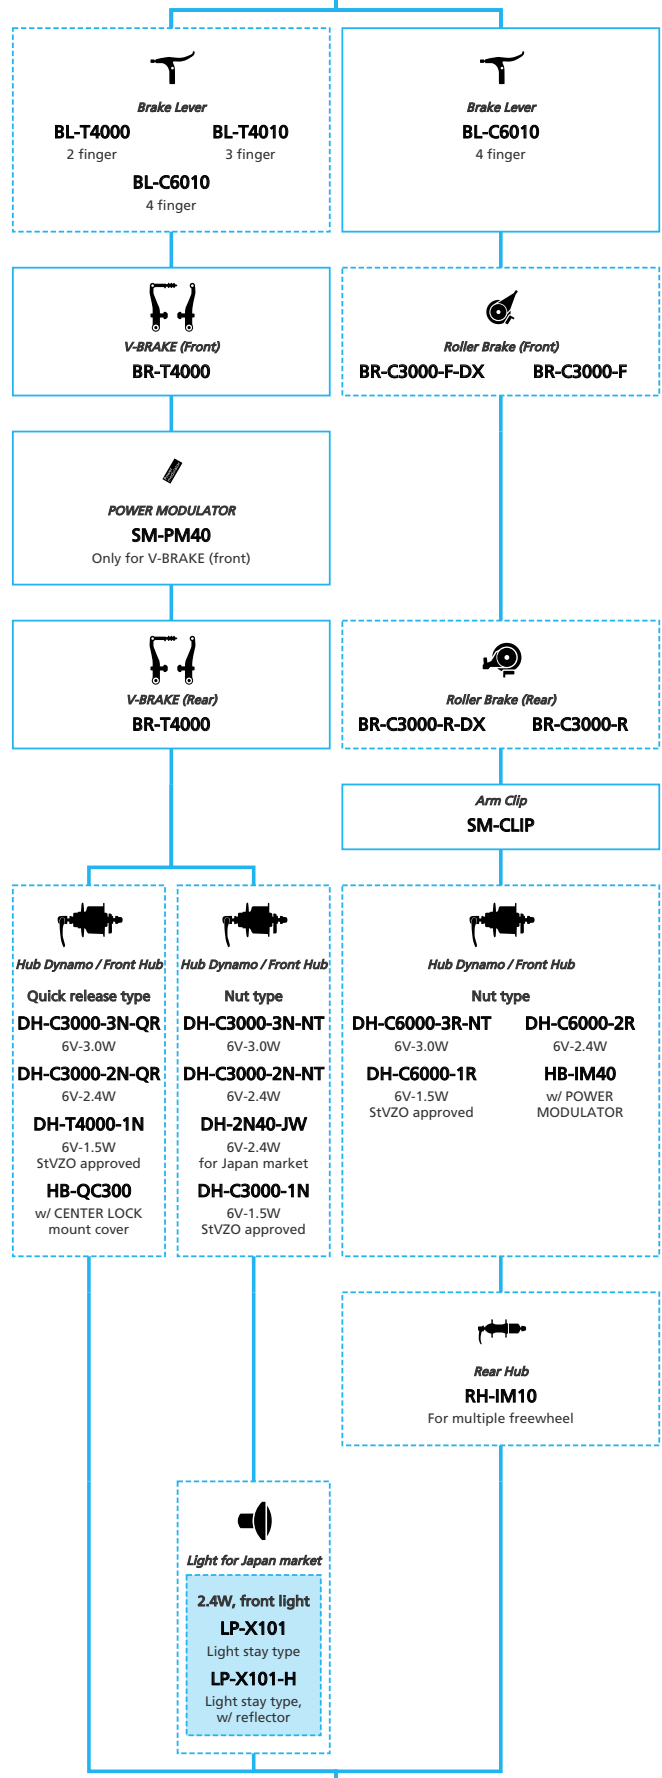 Brake Lever
BL-T4000 BL-T4010
2 finger 3 finger
BL-C6010
4 finger
Brake Lever
BL-C6010
4 finger
V-BRAKE (Front)
BR-T4000
Roller Brake (Front)
BR-C3000-F-DX BR-C3000-F
POWER MODULATOR
SM-PM40
Only for V-BRAKE (front)
V-BRAKE (Rear)
BR-T4000
Roller Brake (Rear)
BR-C3000-R-DX BR-C3000-R
Arm Clip
SM-CLIP
Hub Dynamo / Front Hub
Quick release type
DH-C3000-3N-QR
6V-3.0W
DH-C3000-2N-QR
6V-2.4W
DH-T4000-1N
6V-1.5W
StVZO approved
HB-QC300
w/ CENTER LOCK
mount cover
Hub Dynamo / Front Hub
Nut type
DH-C3000-3N-NT
6V-3.0W
DH-C3000-2N-NT
6V-2.4W
DH-2N40-JW
6V-2.4W
for Japan market
DH-C3000-1N
6V-1.5W
StVZO approved
Hub Dynamo / Front Hub
Nut type
DH-C6000-3R-NT DH-C6000-2R
6V-3.0W 6V-2.4W
DH-C6000-1R HB-IM40
6V-1.5W w/ POWER
StVZO approved MODULATOR
Rear Hub
RH-IM10
For multiple freewheel
Light for Japan market
2.4W, front light
LP-X101
Light stay type
LP-X101-H
Light stay type,
w/ reflector